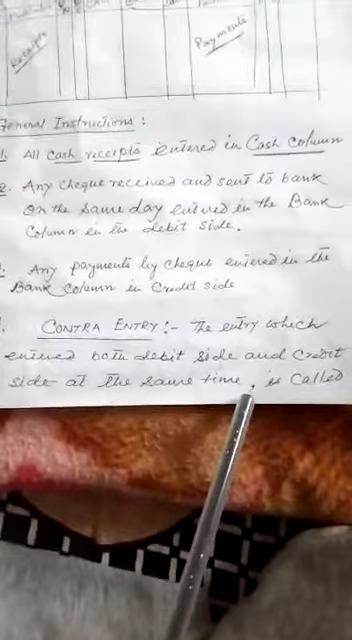 Receipts
Payments
General Instructions :
1. All cash receipts entered in Cash column
2. Any cheque received and sent to bank
on the same day entered in the Bank
column in the debit side.
Any payments by cheque entered in the
Bank column in Credit side
CONTRA ENTRY :- The entry which
entered both debit side and Credit
side at the same time, is called